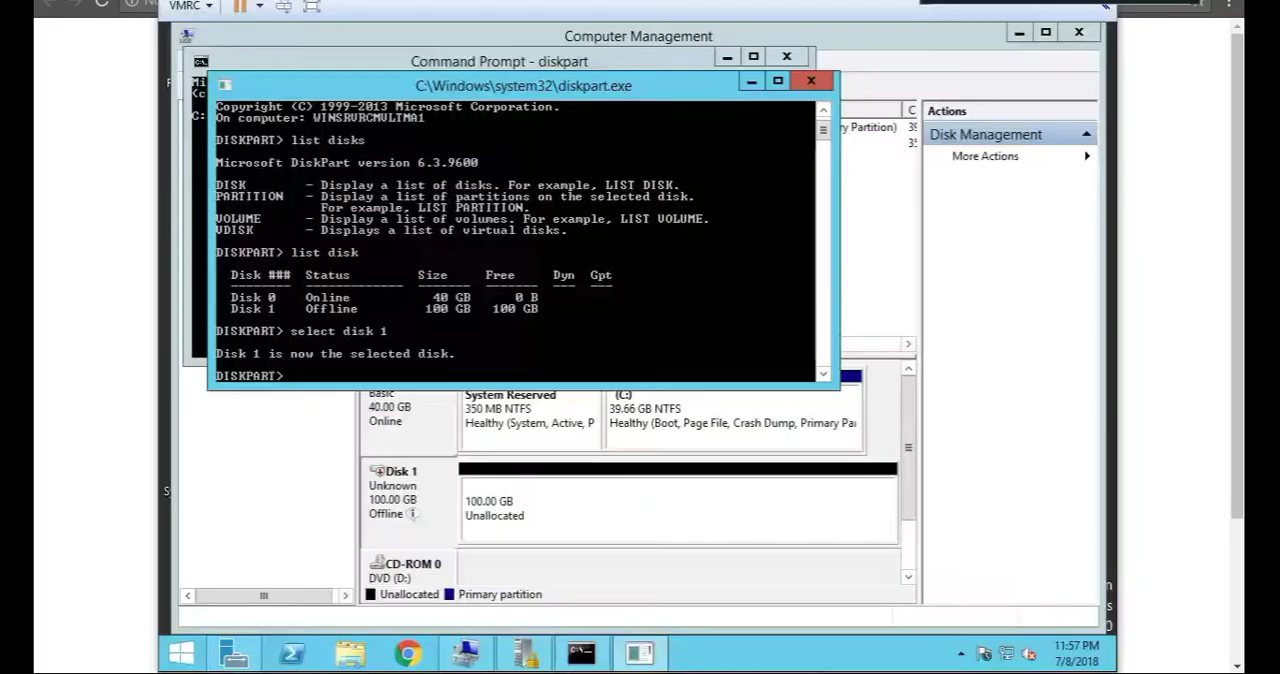 VMRC
Computer Management
Command Prompt - diskpart
C:\Windows\system32\diskpart.exe
Copyright (C) 1999-2013 Microsoft Corporation.
On computer: WINSRVRCMVLTMA1
DISKPART> list disks
Microsoft DiskPart version 6.3.9600
DISK - Display a list of disks. For example, LIST DISK.
PARTITION - Display a list of partitions on the selected disk.
For example, LIST PARTITION.
VOLUME - Display a list of volumes. For example, LIST VOLUME.
VDISK - Displays a list of virtual disks.
DISKPART> list disk
Disk ### Status Size Free Dyn Gpt
Disk 0 Online 40 GB 0 B
Disk 1 Offline 100 GB 100 GB
DISKPART> select disk 1
Disk 1 is now the selected disk.
DISKPART>
Partition)
Actions
Disk Management
More Actions
Basic
40.00 GB
Online
System Reserved
350 MB NTFS
Healthy (System, Active, P
(C:)
39.66 GB NTFS
Healthy (Boot, Page File, Crash Dump, Primary Par
Disk 1
Unknown
100.00 GB
Offline
100.00 GB
Unallocated
CD-ROM 0
DVD (D:)
Unallocated Primary partition
11:57 PM
7/8/2018